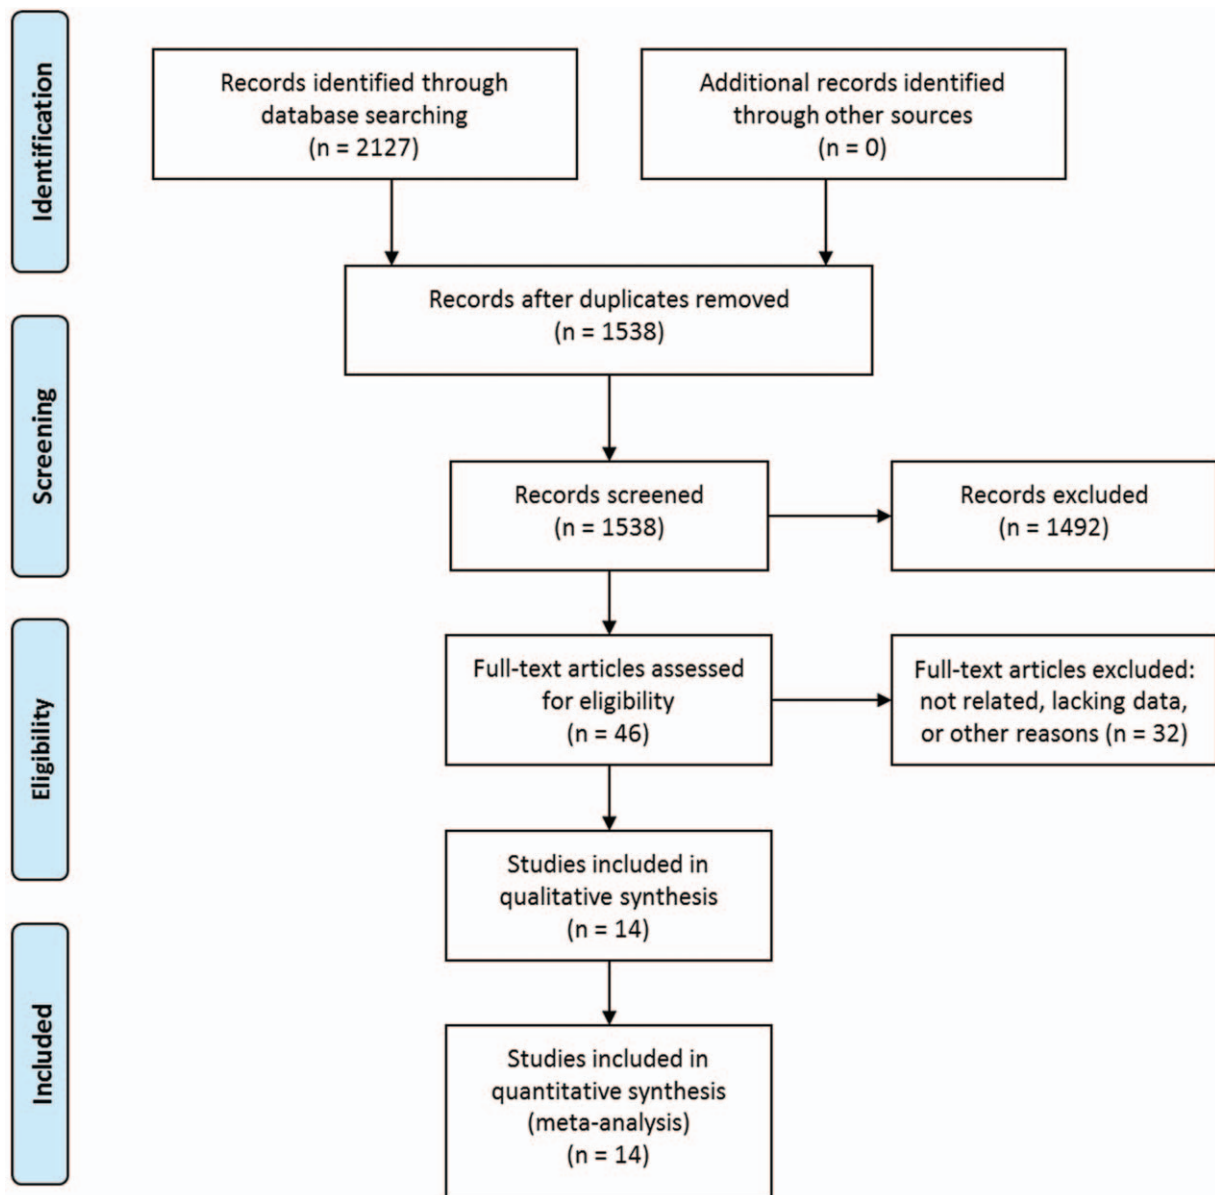 Identification
Records identified through
database searching
(n = 2127)
Additional records identified
through other sources
(n = 0)
Records after duplicates removed
(n = 1538)
Screening
Records screened
(n = 1538)
Records excluded
(n = 1492)
Eligibility
Full-text articles assessed
for eligibility
(n = 46)
Full-text articles excluded:
not related, lacking data,
or other reasons (n = 32)
Studies included in
qualitative synthesis
(n = 14)
Included
Studies included in
quantitative synthesis
(meta-analysis)
(n = 14)